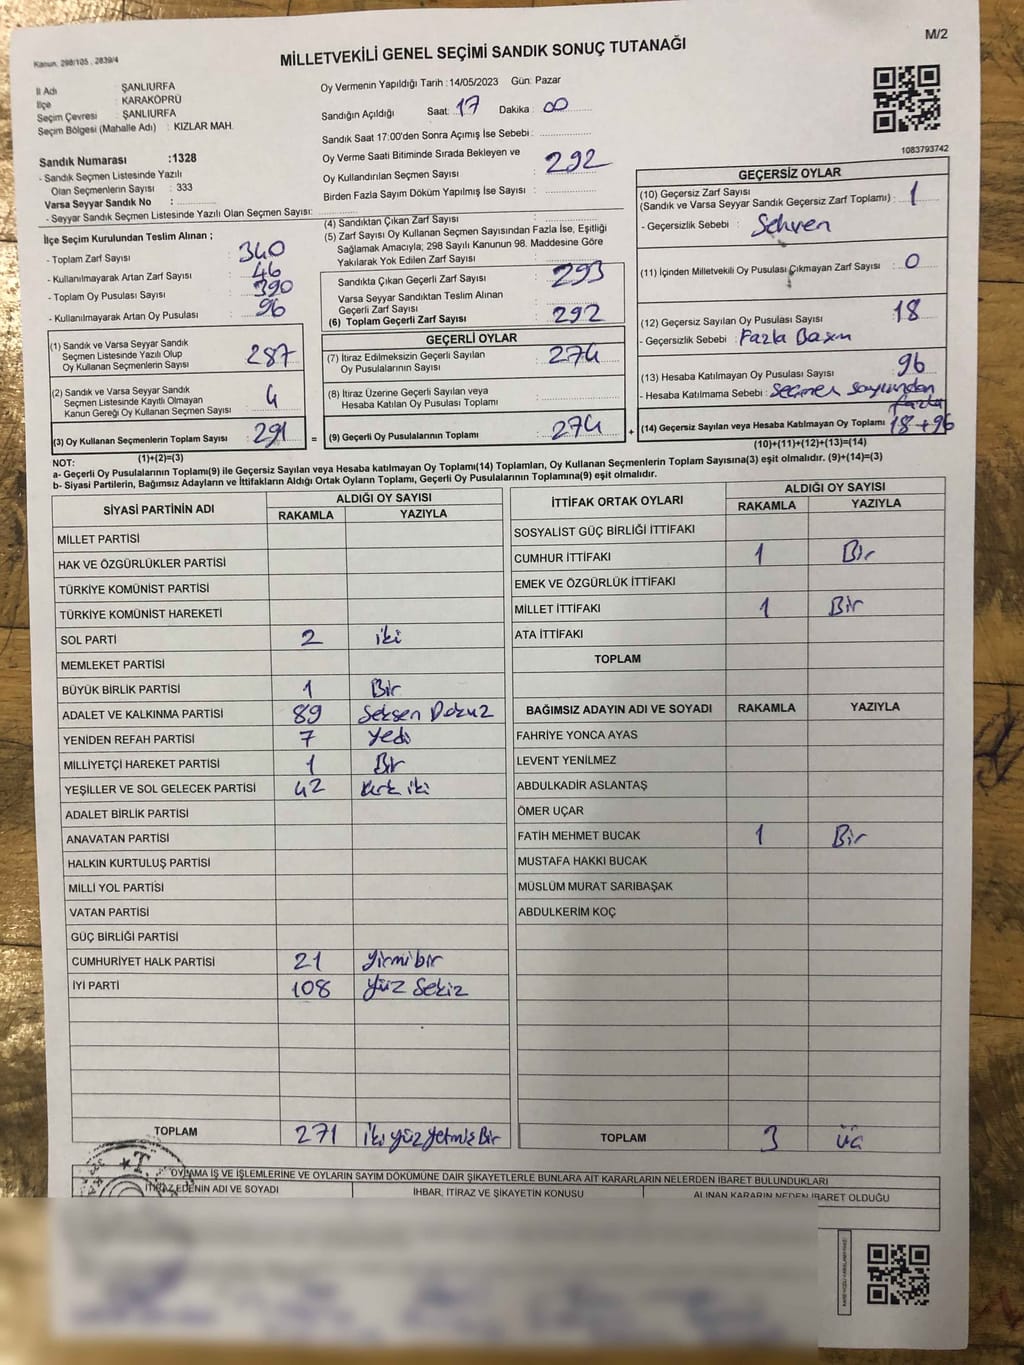 Kanun: 298/105 , 2839/4
MİLLETVEKİLİ GENEL SEÇİMİ SANDIK SONUÇ TUTANAĞI
M/2
İl Adı : ŞANLIURFA
İlçe : KARAKÖPRÜ
Seçim Çevresi : ŞANLIURFA
Seçim Bölgesi (Mahalle Adı) : KIZLAR MAH.
Sandık Numarası :1328
- Sandık Seçmen Listesinde Yazılı
Olan Seçmenlerin Sayısı : 333
Varsa Seyyar Sandık No :
- Seyyar Sandık Seçmen Listesinde Yazılı Olan Seçmen Sayısı:
Oy Vermenin Yapıldığı Tarih :14/05/2023 Gün: Pazar
Sandığın Açıldığı Saat: 17 Dakika : 00
Sandık Saat 17:00'den Sonra Açımış İse Sebebi :
Oy Verme Saati Bitiminde Sırada Bekleyen ve
Oy Kullandırılan Seçmen Sayısı : 292
Birden Fazla Sayım Döküm Yapılmış İse Sayısı :
1083793742
İlçe Seçim Kurulundan Teslim Alınan ;
- Toplam Zarf Sayısı : 340
- Kullanılmayarak Artan Zarf Sayısı : 46
- Toplam Oy Pusulası Sayısı : 390
- Kullanılmayarak Artan Oy Pusulası : 96
(1) Sandık ve Varsa Seyyar Sandık
Seçmen Listesinde Yazılı Olup
Oy Kullanan Seçmenlerin Sayısı : 287
(2) Sandık ve Varsa Seyyar Sandık
Seçmen Listesinde Kayıtlı Olmayan
Kanun Gereği Oy Kullanan Seçmen Sayısı : 4
(3) Oy Kullanan Seçmenlerin Toplam Sayısı : 291 =
(1)+(2)=(3)
(4) Sandıktan Çıkan Zarf Sayısı :
(5) Zarf Sayısı Oy Kullanan Seçmen Sayısından Fazla İse, Eşitliği
Sağlamak Amacıyla; 298 Sayılı Kanunun 98. Maddesine Göre
Yakılarak Yok Edilen Zarf Sayısı :
Sandıkta Çıkan Geçerli Zarf Sayısı : 293
Varsa Seyyar Sandıktan Teslim Alınan
Geçerli Zarf Sayısı :
(6) Toplam Geçerli Zarf Sayısı : 292
GEÇERLİ OYLAR
(7) İtiraz Edilmeksizin Geçerli Sayılan
Oy Pusulalarının Sayısı : 274
(8) İtiraz Üzerine Geçerli Sayılan veya
Hesaba Katılan Oy Pusulası Toplamı :
(9) Geçerli Oy Pusulalarının Toplamı : 274 +
GEÇERSİZ OYLAR
(10) Geçersiz Zarf Sayısı
(Sandık ve Varsa Seyyar Sandık Geçersiz Zarf Toplamı) : 1
- Geçersizlik Sebebi : Sehven
(11) İçinden Milletvekili Oy Pusulası Çıkmayan Zarf Sayısı : 0
(12) Geçersiz Sayılan Oy Pusulası Sayısı : 18
- Geçersizlik Sebebi : Fazla Basım
(13) Hesaba Katılmayan Oy Pusulası Sayısı : 96
- Hesaba Katılmama Sebebi : Seçmen sayısından
fazla
(14) Geçersiz Sayılan veya Hesaba Katılmayan Oy Toplamı : 18+96
(10)+(11)+(12)+(13)=(14)
NOT:
a- Geçerli Oy Pusulalarının Toplamı(9) ile Geçersiz Sayılan veya Hesaba katılmayan Oy Toplamı(14) Toplamları, Oy Kullanan Seçmenlerin Toplam Sayısına(3) eşit olmalıdır. (9)+(14)=(3)
b- Siyasi Partilerin, Bağımsız Adayların ve İttifakların Aldığı Ortak Oyların Toplamı, Geçerli Oy Pusulalarının Toplamına(9) eşit olmalıdır.
SİYASİ PARTİNİN ADI ALDIĞI OY SAYISI
RAKAMLA YAZIYLA
MİLLET PARTİSİ
HAK VE ÖZGÜRLÜKLER PARTİSİ
TÜRKİYE KOMÜNİST PARTİSİ
TÜRKİYE KOMÜNİST HAREKETİ
SOL PARTİ 2 iki
MEMLEKET PARTİSİ
BÜYÜK BİRLİK PARTİSİ 1 Bir
ADALET VE KALKINMA PARTİSİ 89 Seksen Dokuz
YENİDEN REFAH PARTİSİ 7 Yedi
MİLLİYETÇİ HAREKET PARTİSİ 1 Bir
YEŞİLLER VE SOL GELECEK PARTİSİ 42 kırk iki
ADALET BİRLİK PARTİSİ
ANAVATAN PARTİSİ
HALKIN KURTULUŞ PARTİSİ
MİLLİ YOL PARTİSİ
VATAN PARTİSİ
GÜÇ BİRLİĞİ PARTİSİ
CUMHURİYET HALK PARTİSİ 21 Yirmibir
İYİ PARTİ 108 Yüz Sekiz
TOPLAM 271 iki yüz yetmiş Bir
İTTİFAK ORTAK OYLARI ALDIĞI OY SAYISI
RAKAMLA YAZIYLA
SOSYALİST GÜÇ BİRLİĞİ İTTİFAKI
CUMHUR İTTİFAKI 1 Bir
EMEK VE ÖZGÜRLÜK İTTİFAKI
MİLLET İTTİFAKI 1 Bir
ATA İTTİFAKI
TOPLAM
BAĞIMSIZ ADAYIN ADI VE SOYADI RAKAMLA YAZIYLA
FAHRİYE YONCA AYAS
LEVENT YENİLMEZ
ABDULKADİR ASLANTAŞ
ÖMER UÇAR
FATİH MEHMET BUCAK 1 Bir
MUSTAFA HAKKI BUCAK
MÜSLÜM MURAT SARIBAŞAK
ABDULKERİM KOÇ
TOPLAM 3 üç
OYLAMA İŞ VE İŞLEMLERİNE VE OYLARIN SAYIM DÖKÜMÜNE DAİR ŞİKAYETLERLE BUNLARA AİT KARARLARIN NELERDEN İBARET BULUNDUKLARI
İTİRAZ EDENİN ADI VE SOYADI İHBAR, İTİRAZ VE ŞİKAYETİN KONUSU ALINAN KARARIN NEDEN İBARET OLDUĞU